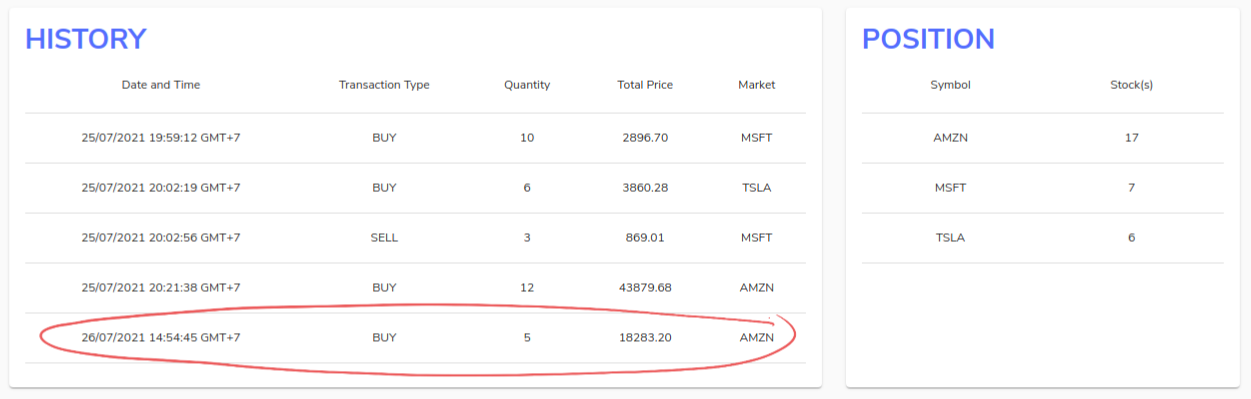 HISTORY
Date and Time Transaction Type Quantity Total Price Market
25/07/2021 19:59:12 GMT+7 BUY 10 2896.70 MSFT
25/07/2021 20:02:19 GMT+7 BUY 6 3860.28 TSLA
25/07/2021 20:02:56 GMT+7 SELL 3 869.01 MSFT
25/07/2021 20:21:38 GMT+7 BUY 12 43879.68 AMZN
26/07/2021 14:54:45 GMT+7 BUY 5 18283.20 AMZN
POSITION
Symbol Stock(s)
AMZN 17
MSFT 7
TSLA 6